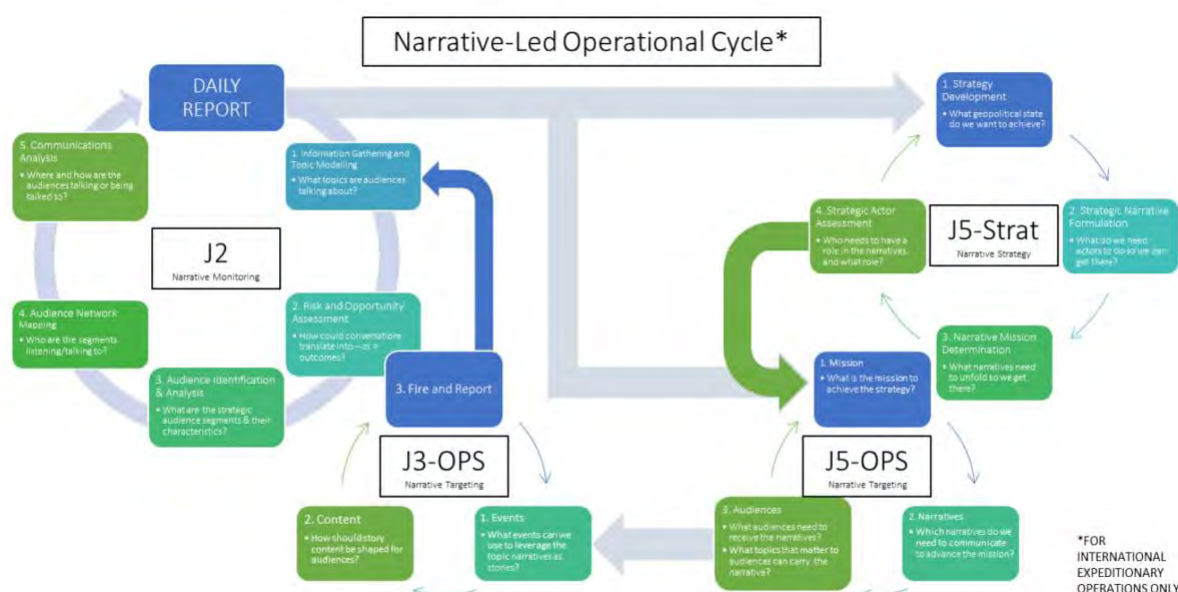 Narrative-Led Operational Cycle*
DAILY
REPORT
1. Information Gathering and
Topic Modelling
• What topics are audiences
talking about?
2. Risk and Opportunity
Assessment
• How could conversations
translate into – or +
outcomes?
3. Audience Identification
& Analysis
• What are the strategic
audience segments & their
characteristics?
4. Audience Network
Mapping
• Who are the segments
listening/talking to?
5. Communications
Analysis
• Where and how are the
audiences talking or being
talked to?
J2
Narrative Monitoring
1. Strategy
Development
• What geopolitical state
do we want to achieve?
2. Strategic Narrative
Formulation
• What do we need
actors to do so we can
get there?
3. Narrative Mission
Determination
• What narratives need
to unfold so we get
there?
4. Strategic Actor
Assessment
• Who needs to have a
role in the narratives,
and what role?
J5-Strat
Narrative Strategy
1. Mission
• What is the mission to
achieve the strategy?
2. Narratives
• Which narratives do we
need to communicate
to advance the mission?
3. Audiences
• What audiences need to
receive the narratives?
• What topics that matter to
audiences can carry the
narrative?
J5-OPS
Narrative Targeting
1. Events
• What events can we
use to leverage the
topic narratives as
stories?
2. Content
• How should story
content be shaped for
audiences?
3. Fire and Report
J3-OPS
Narrative Targeting
*FOR
INTERNATIONAL
EXPEDITIONARY
OPERATIONS ONLY